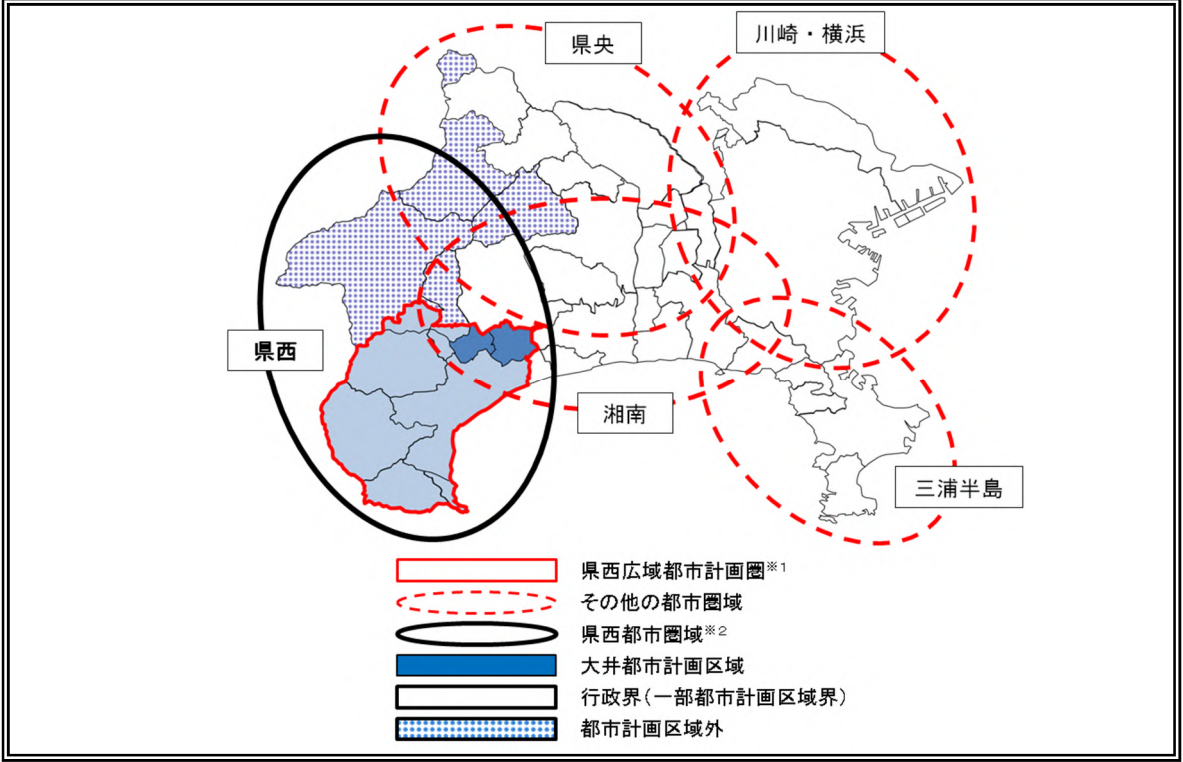 川崎・横浜
県央
県西
湘南
三浦半島
県西広域都市計画圏※1
その他の都市圏域
県西都市圏域※2
大井都市計画区域
行政界(一部都市計画区域界)
都市計画区域外